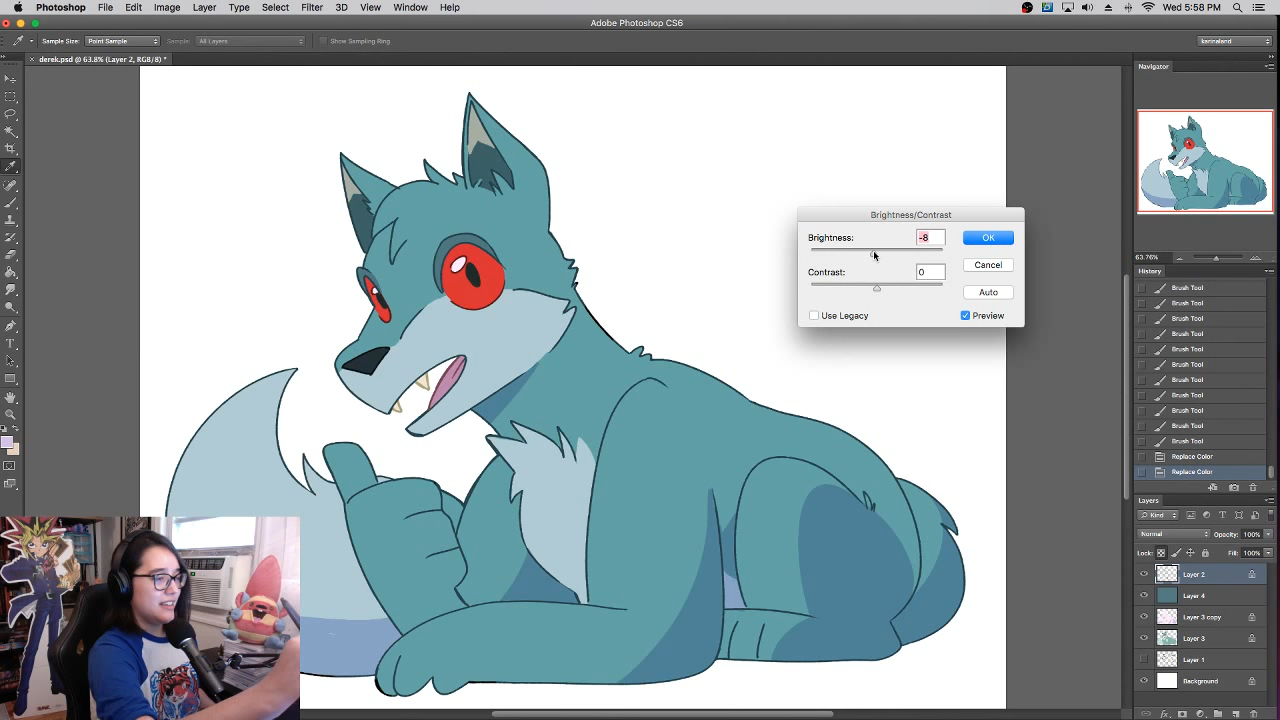 Photoshop File Edit Image Layer Type Select Filter 3D View Window Help Wed 5:58 PM
Adobe Photoshop CS6
Sample Size: Point Sample Sample: All Layers Show Sampling Ring karinaland
× derek.psd @ 63.8% (Layer 2, RGB/8) *
Navigator
63.76%
Brightness/Contrast
Brightness: -8 OK
Cancel
Contrast: 0
Auto
Use Legacy Preview
History
Brush Tool
Brush Tool
Brush Tool
Brush Tool
Brush Tool
Brush Tool
Brush Tool
Brush Tool
Brush Tool
Brush Tool
Brush Tool
Replace Color
Replace Color
Layers
Kind
Normal Opacity: 100%
Lock: Fill: 100%
Layer 2
Layer 4
Layer 3 copy
Layer 3
Layer 1
Background